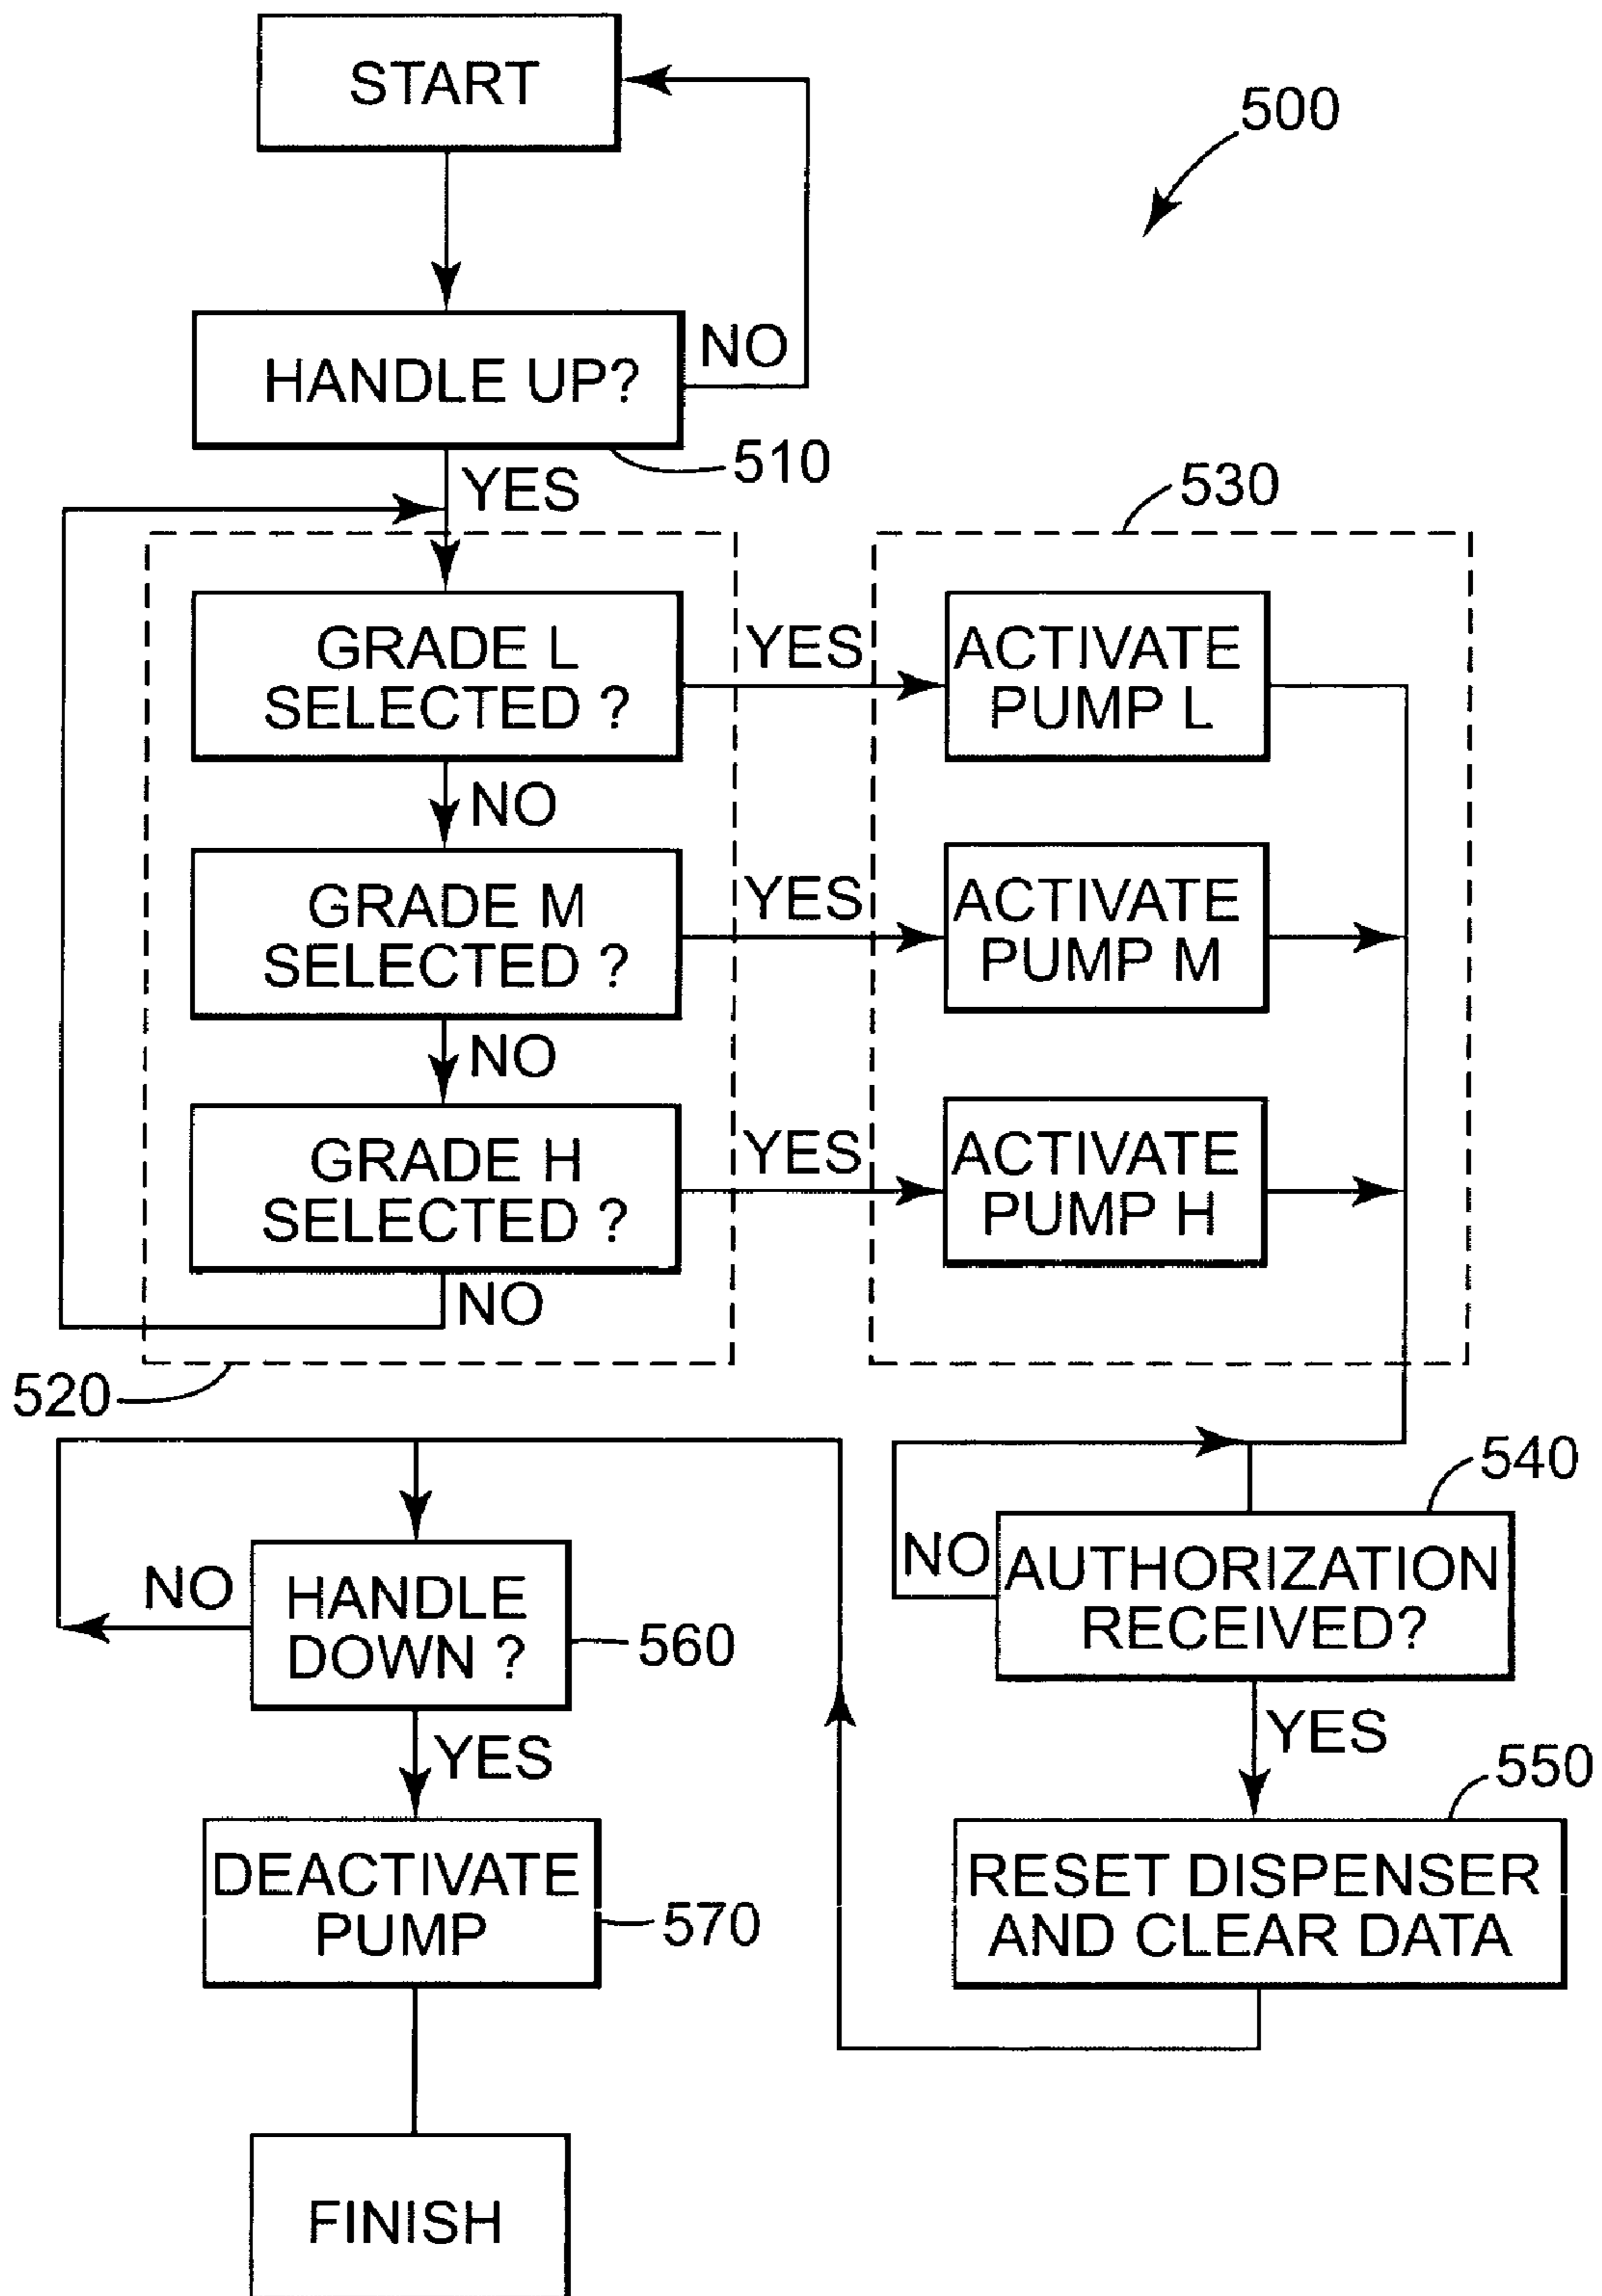 START
500
HANDLE UP?
NO
510
YES
530
GRADE L
SELECTED ?
YES
ACTIVATE
PUMP L
NO
GRADE M
SELECTED ?
YES
ACTIVATE
PUMP M
NO
GRADE H
SELECTED ?
YES
ACTIVATE
PUMP H
NO
520
540
NO
AUTHORIZATION
RECEIVED?
NO
HANDLE
DOWN ?
560
YES
YES
550
DEACTIVATE
PUMP
570
RESET DISPENSER
AND CLEAR DATA
FINISH